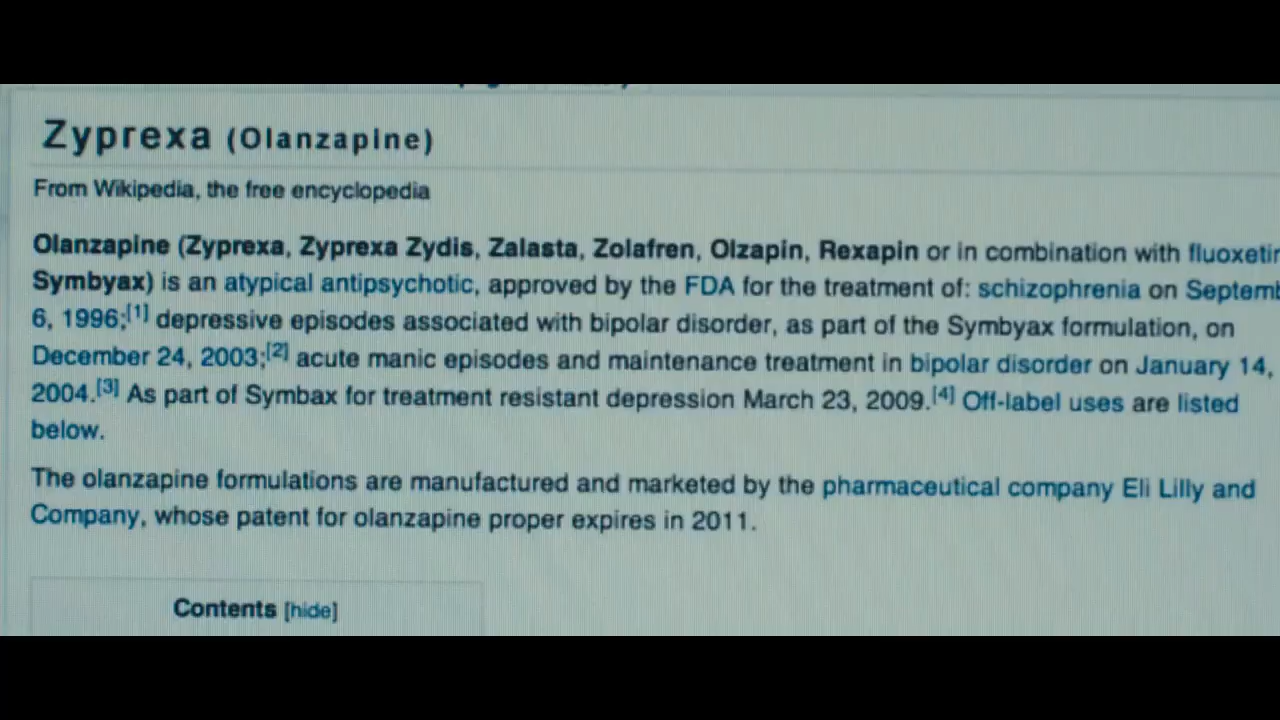 Zyprexa (Olanzapine)
From Wikipedia, the free encyclopedia
Olanzapine (Zyprexa, Zyprexa Zydis, Zalasta, Zolafren, Olzapin, Rexapin or in combination with
Symbyax) is an atypical antipsychotic, approved by the FDA for the treatment of: schizophrenia on
6, 1996;[1] depressive episodes associated with bipolar disorder, as part of the Symbyax formulation, on
December 24, 2003;[2] acute manic episodes and maintenance treatment in bipolar disorder on January 14,
2004.[3] As part of Symbax for treatment resistant depression March 23, 2009.[4] Off-label uses are listed
below.
The olanzapine formulations are manufactured and marketed by the pharmaceutical company Eli Lilly and
Company, whose patent for olanzapine proper expires in 2011.
Contents [hide]